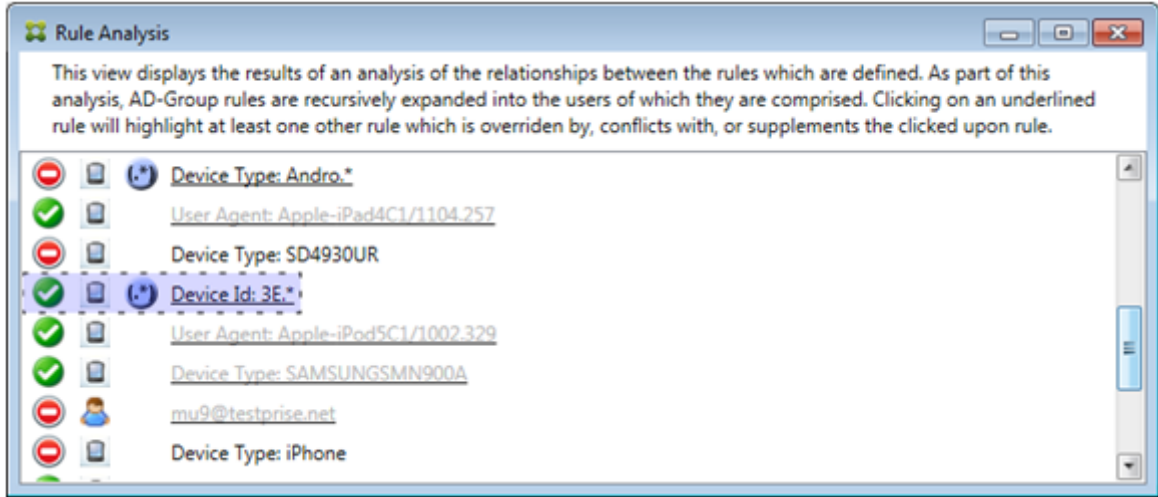 Rule Analysis
This view displays the results of an analysis of the relationships between the rules which are defined. As part of this
analysis, AD-Group rules are recursively expanded into the users of which they are comprised. Clicking on an underlined
rule will highlight at least one other rule which is overriden by, conflicts with, or supplements the clicked upon rule.
(.*) Device Type: Andro.*
User Agent: Apple-iPad4C1/1104.257
Device Type: SD4930UR
(.*) Device Id: 3E.*
User Agent: Apple-iPod5C1/1002.329
Device Type: SAMSUNGSMN900A
mu9@testprise.net
Device Type: iPhone